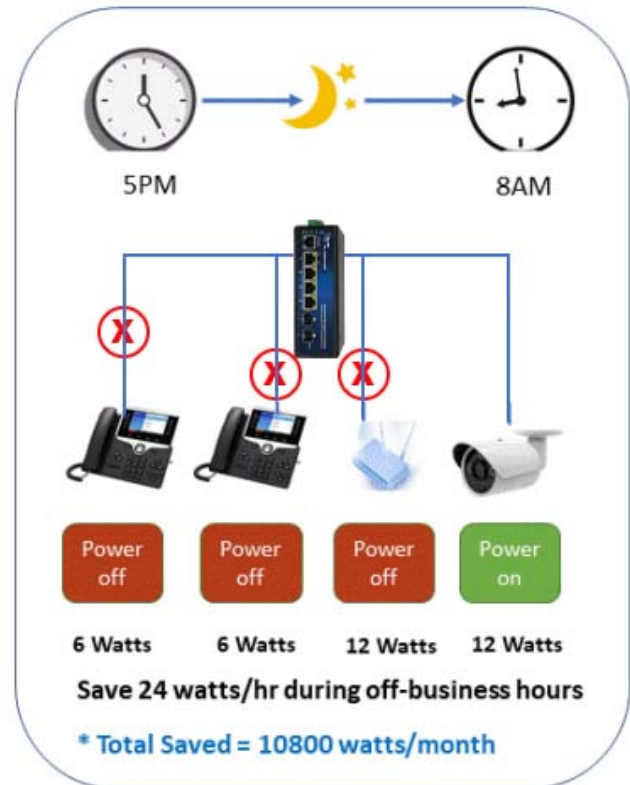 5PM
8AM
X
X
X
Power off
Power off
Power off
Power on
6 Watts
6 Watts
12 Watts
12 Watts
Save 24 watts/hr during off-business hours
* Total Saved = 10800 watts/month